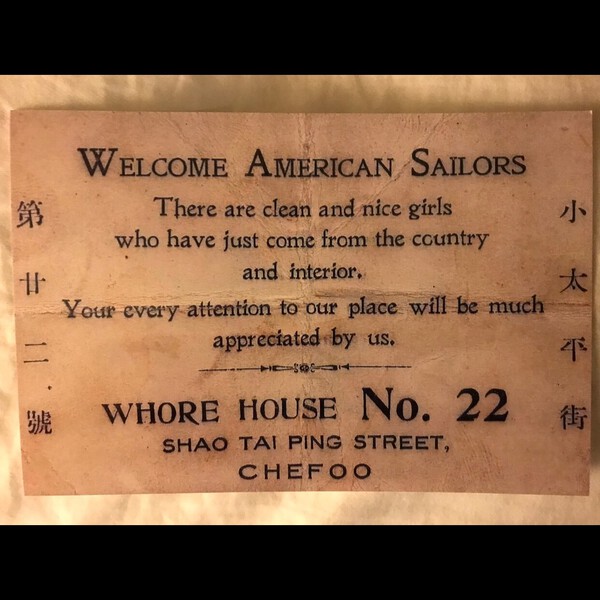 WELCOME AMERICAN SAILORS
There are clean and nice girls
who have just come from the country
and interior.
Your every attention to our place will be much
appreciated by us.
WHORE HOUSE No. 22
SHAO TAI PING STREET,
CHEFOO
小太平街
第廿二號